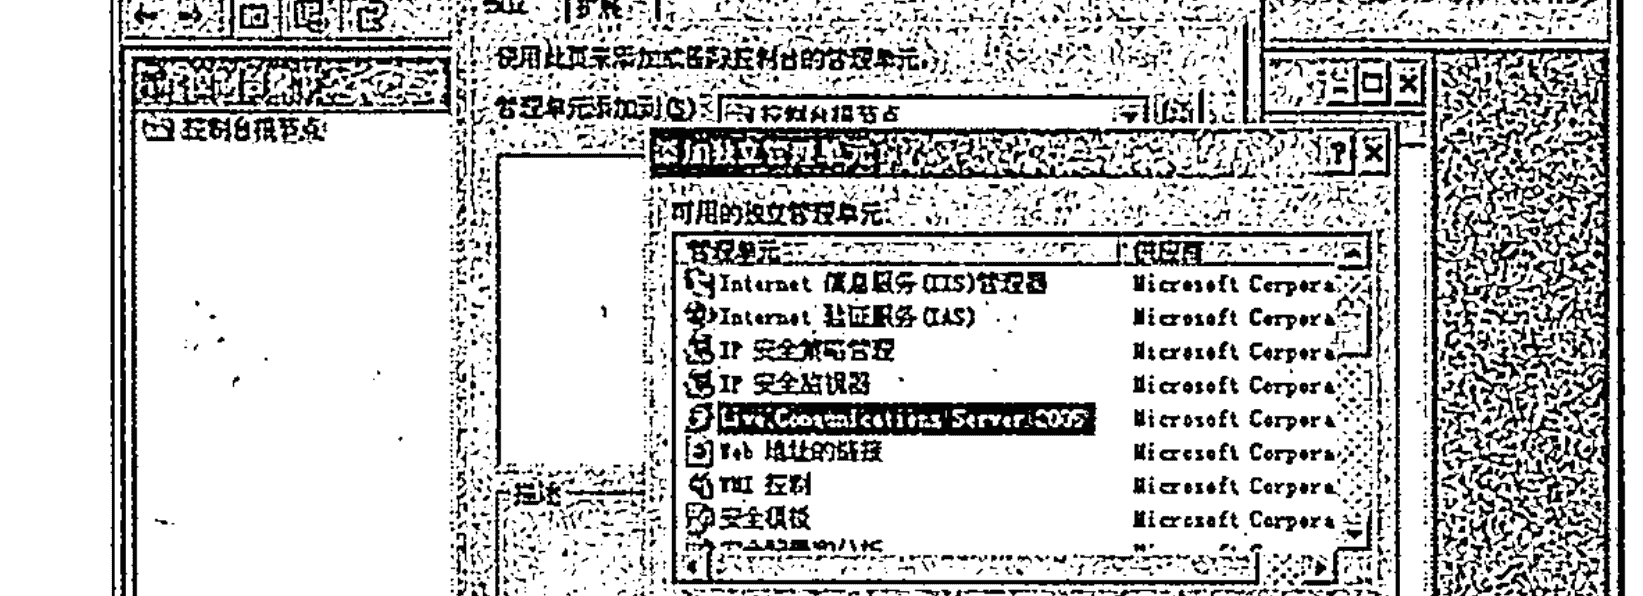 扩展
使用此页来添加或删除控制台的管理单元。
管理单元添加到(S):
控制台根节点
控制台根节点
添加独立管理单元
可用的独立管理单元:
管理单元
供应商
Internet 信息服务(IIS)管理器 Microsoft Corpora
Internet 验证服务(IAS) Microsoft Corpora
IP 安全策略管理 Microsoft Corpora
IP 安全监视器 Microsoft Corpora
Live Communications Server 2005 Microsoft Corpora
Web 地址的链接 Microsoft Corpora
WMI 控制 Microsoft Corpora
安全模板 Microsoft Corpora
描述